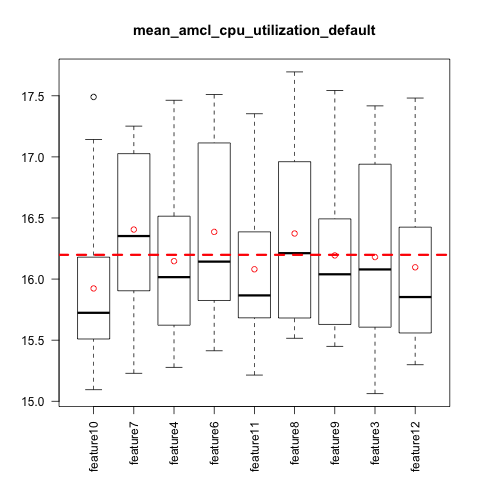 mean_amcl_cpu_utilization_default
17.5
17.0
16.5
16.0
15.5
15.0
feature10
feature7
feature4
feature6
feature11
feature8
feature9
feature3
feature12